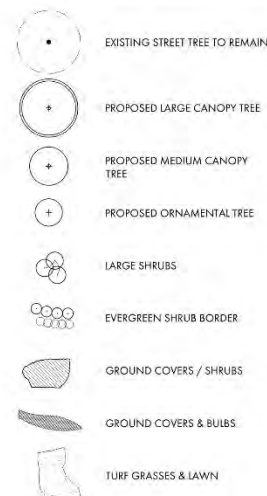 EXISTING STREET TREE TO REMAIN
PROPOSED LARGE CANOPY TREE
PROPOSED MEDIUM CANOPY
TREE
PROPOSED ORNAMENTAL TREE
LARGE SHRUBS
EVERGREEN SHRUB BORDER
GROUND COVERS / SHRUBS
GROUND COVERS & BULBS
TURF GRASSES & LAWN